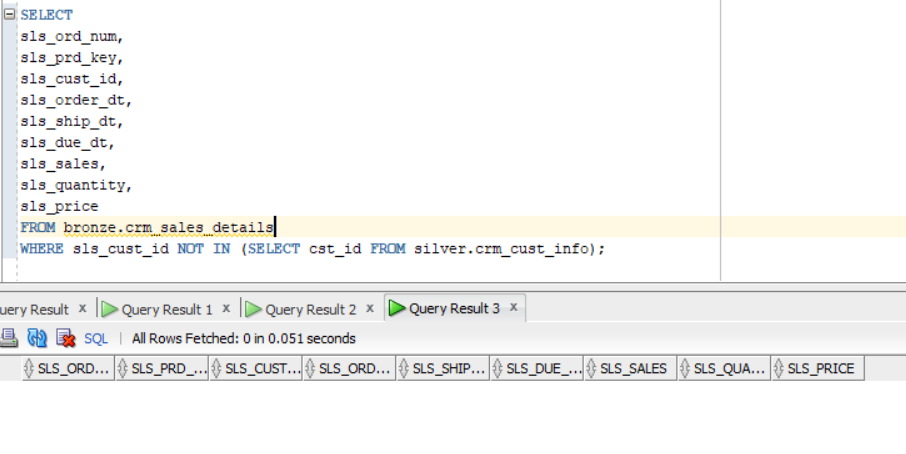 SELECT
sls_ord_num,
sls_prd_key,
sls_cust_id,
sls_order_dt,
sls_ship_dt,
sls_due_dt,
sls_sales,
sls_quantity,
sls_price
FROM bronze.crm_sales_details
WHERE sls_cust_id NOT IN (SELECT cst_id FROM silver.crm_cust_info);
uery Result x Query Result 1 x Query Result 2 x Query Result 3 x
SQL | All Rows Fetched: 0 in 0.051 seconds
SLS_ORD... SLS_PRD_... SLS_CUST... SLS_ORD... SLS_SHIP... SLS_DUE_... SLS_SALES SLS_QUA... SLS_PRICE